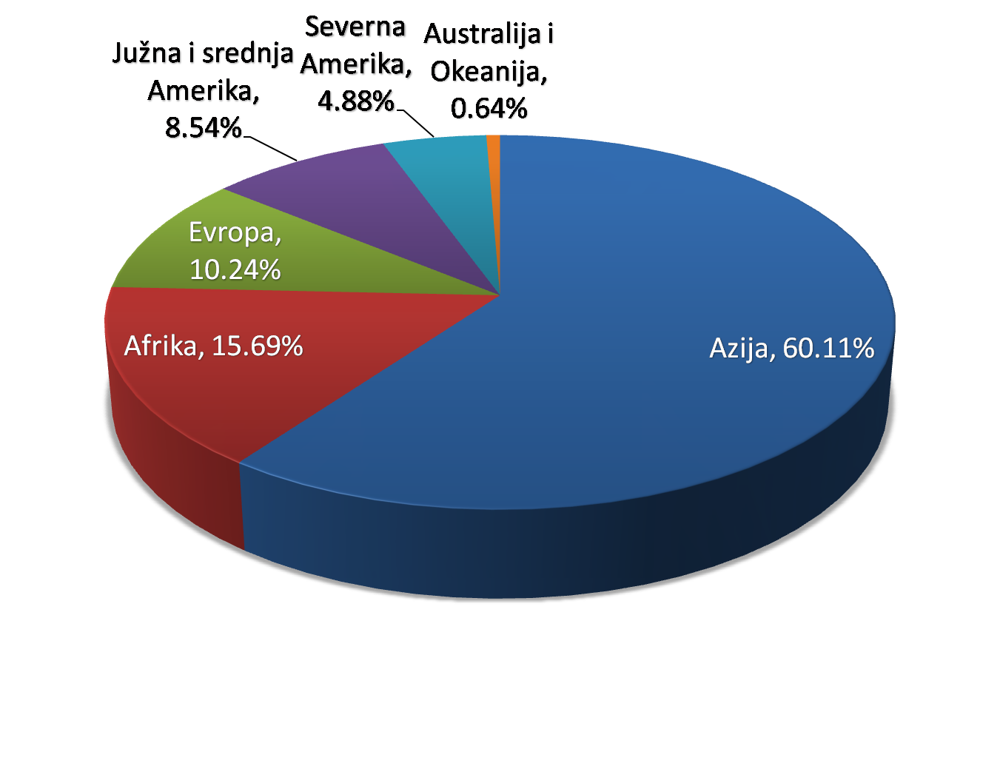 Južna i srednja
Amerika,
8.54%
Severna
Amerika,
4.88%
Australija i
Okeanija,
0.64%
Evropa,
10.24%
Afrika, 15.69%
Azija, 60.11%